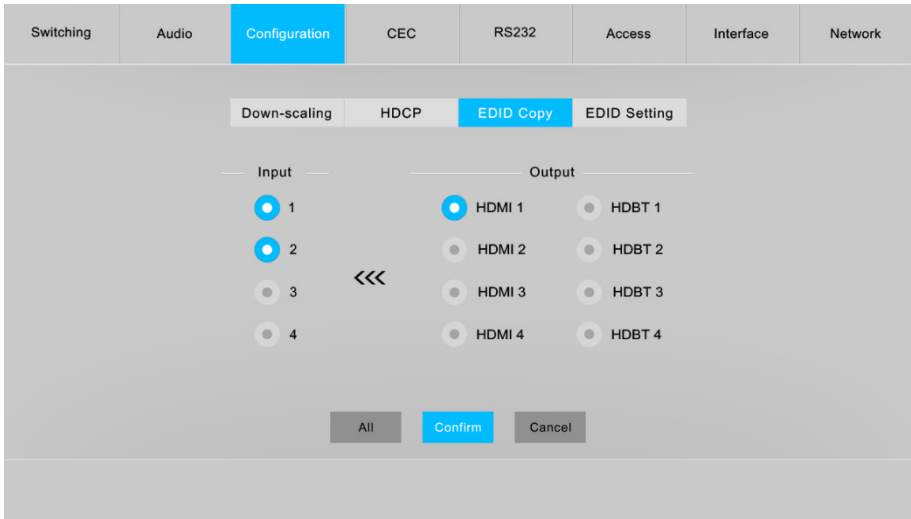 Switching Audio Configuration CEC RS232 Access Interface Network
Down-scaling HDCP EDID Copy EDID Setting
Input Output
1 HDMI 1 HDBT 1
2 HDMI 2 HDBT 2
<<<
3 HDMI 3 HDBT 3
4 HDMI 4 HDBT 4
All Confirm Cancel